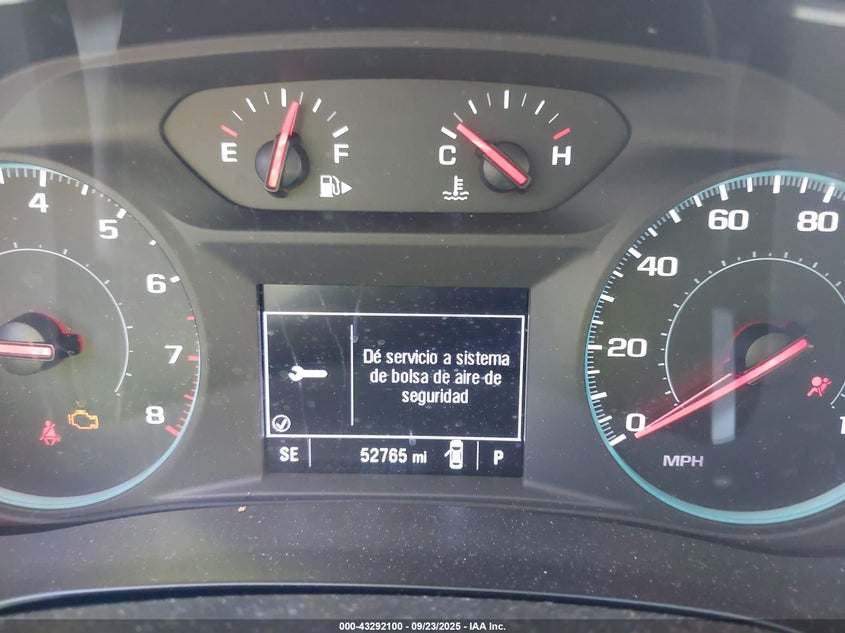 E F
C H
4
5
6
7
8
0
20
40
60
80
MPH
Dé servicio a sistema
de bolsa de aire de
seguridad
SE 52765 mi P
000-43292100 - 09/23/2025 - IAA Inc.